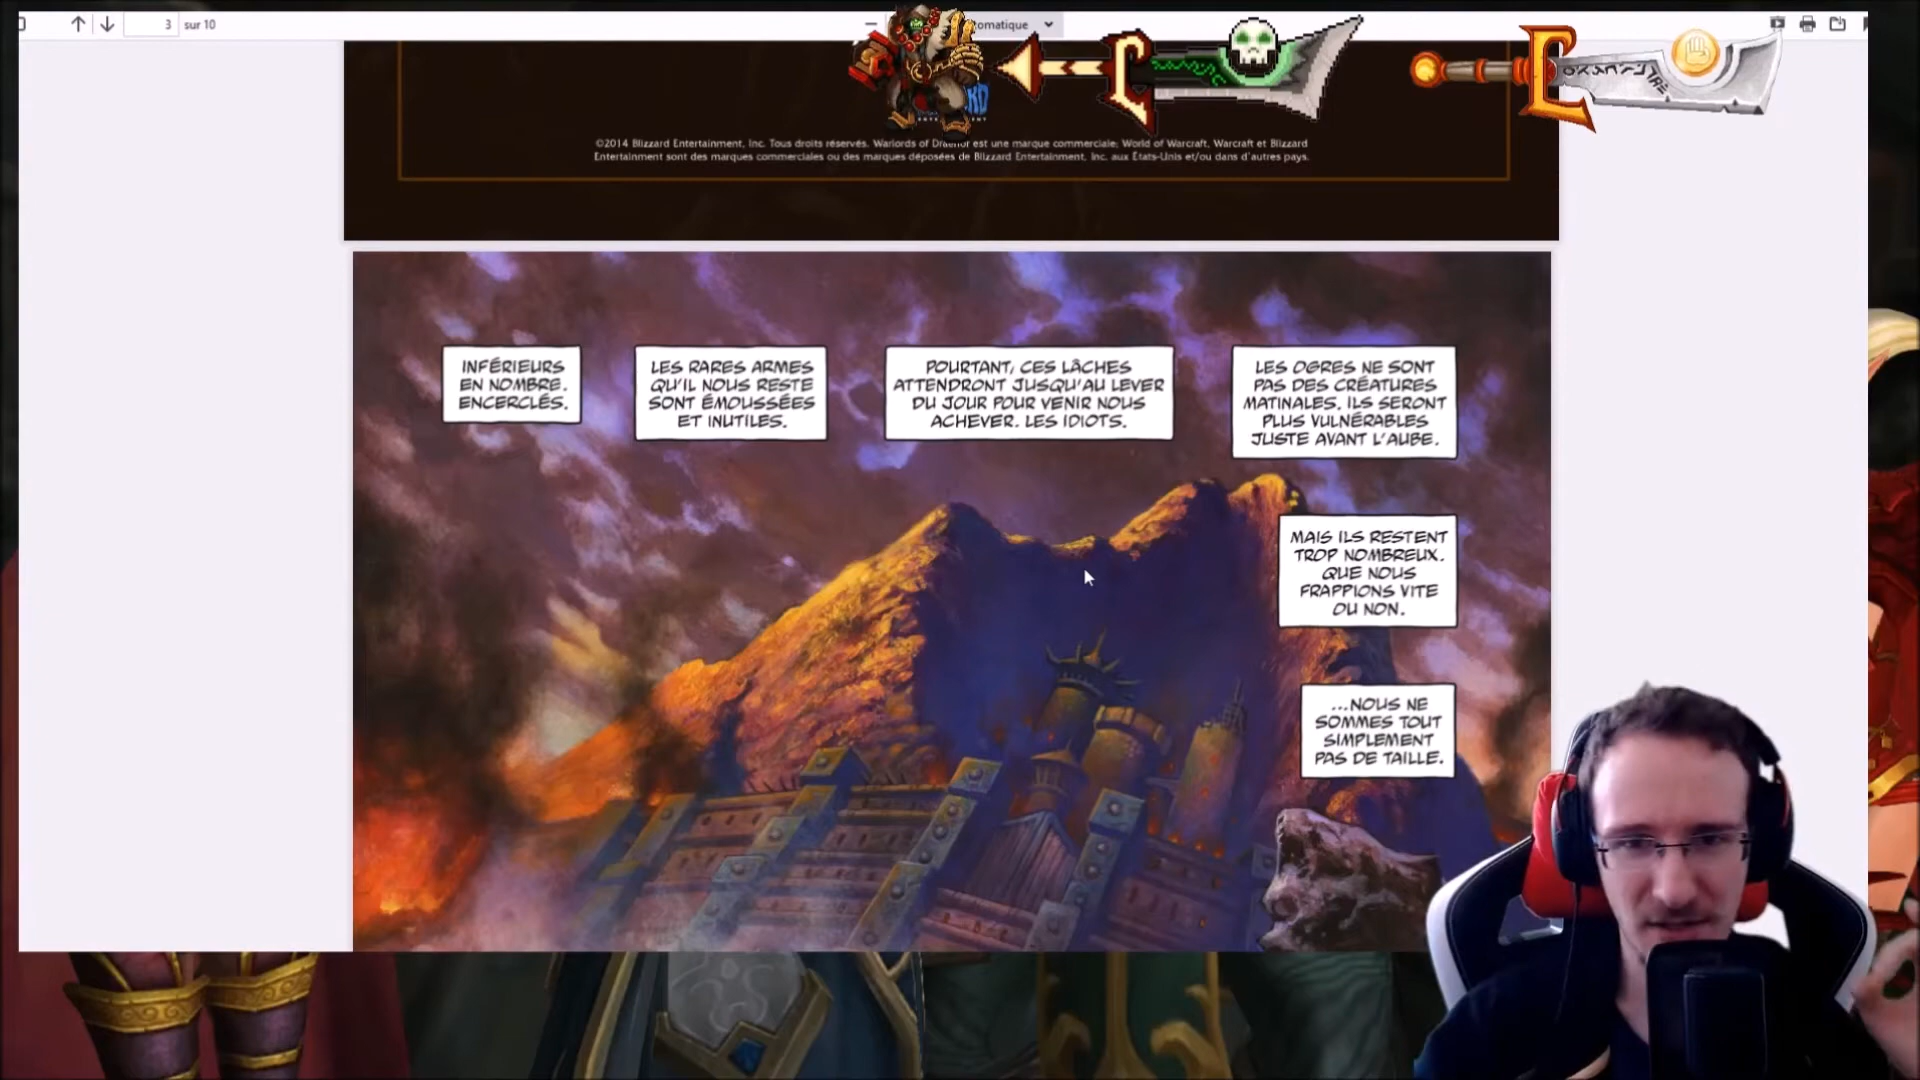 3 sur 10
omatique
©2014 Blizzard Entertainment, Inc. Tous droits réservés. Warlords of Draenor est une marque commerciale; World of Warcraft, Warcraft et Blizzard
Entertainment sont des marques commerciales ou des marques déposées de Blizzard Entertainment, Inc. aux États-Unis et/ou dans d'autres pays.
INFÉRIEURS
EN NOMBRE.
ENCERCLÉS.
LES RARES ARMES
QU'IL NOUS RESTE
SONT ÉMOUSSÉES
ET INUTILES.
POURTANT, CES LÂCHES
ATTENDRONT JUSQU'AU LEVER
DU JOUR POUR VENIR NOUS
ACHEVER. LES IDIOTS.
LES OGRES NE SONT
PAS DES CRÉATURES
MATINALES. ILS SERONT
PLUS VULNÉRABLES
JUSTE AVANT L'AUBE.
MAIS ILS RESTENT
TROP NOMBREUX.
QUE NOUS
FRAPPIONS VITE
OU NON.
...NOUS NE
SOMMES TOUT
SIMPLEMENT
PAS DE TAILLE.